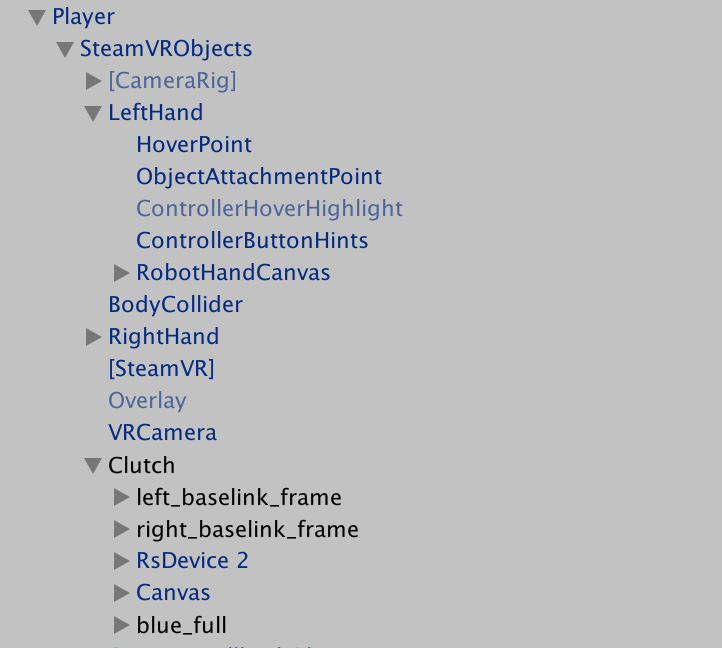 Player
SteamVRObjects
[CameraRig]
LeftHand
HoverPoint
ObjectAttachmentPoint
ControllerHoverHighlight
ControllerButtonHints
RobotHandCanvas
BodyCollider
RightHand
[SteamVR]
Overlay
VRCamera
Clutch
left_baselink_frame
right_baselink_frame
RsDevice 2
Canvas
blue_full